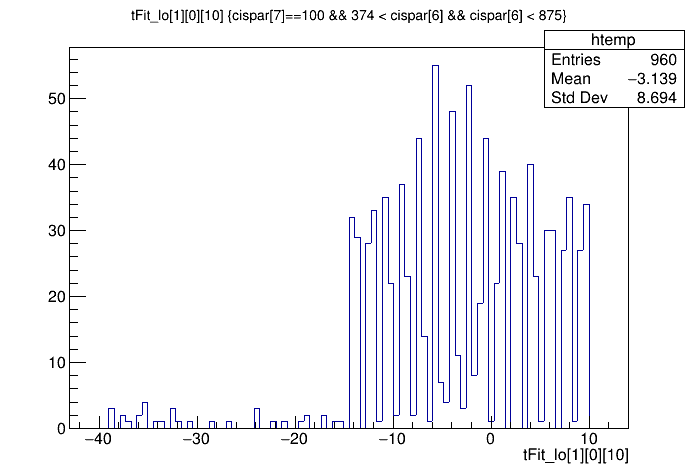 tFit_lo[1][0][10] {cispar[7]==100 && 374 < cispar[6] && cispar[6] < 875}
htemp
Entries 960
Mean −3.139
Std Dev 8.694
50
40
30
20
10
0
−40 −30 −20 −10 0 10
tFit_lo[1][0][10]